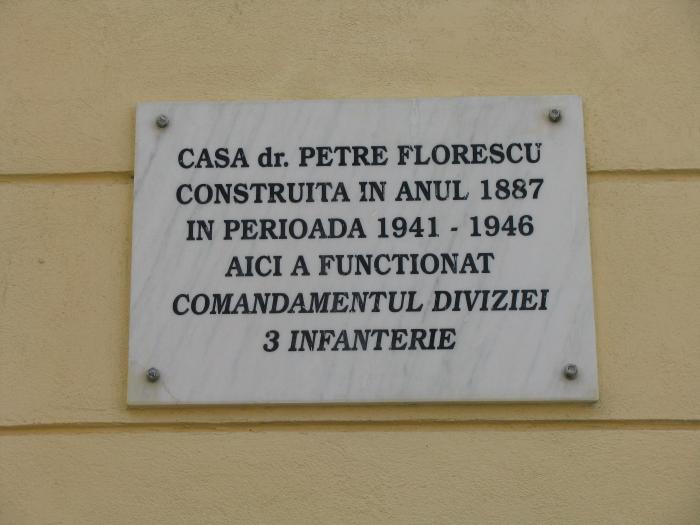 CASA dr. PETRE FLORESCU
CONSTRUITA IN ANUL 1887
IN PERIOADA 1941 - 1946
AICI A FUNCTIONAT
COMANDAMENTUL DIVIZIEI
3 INFANTERIE